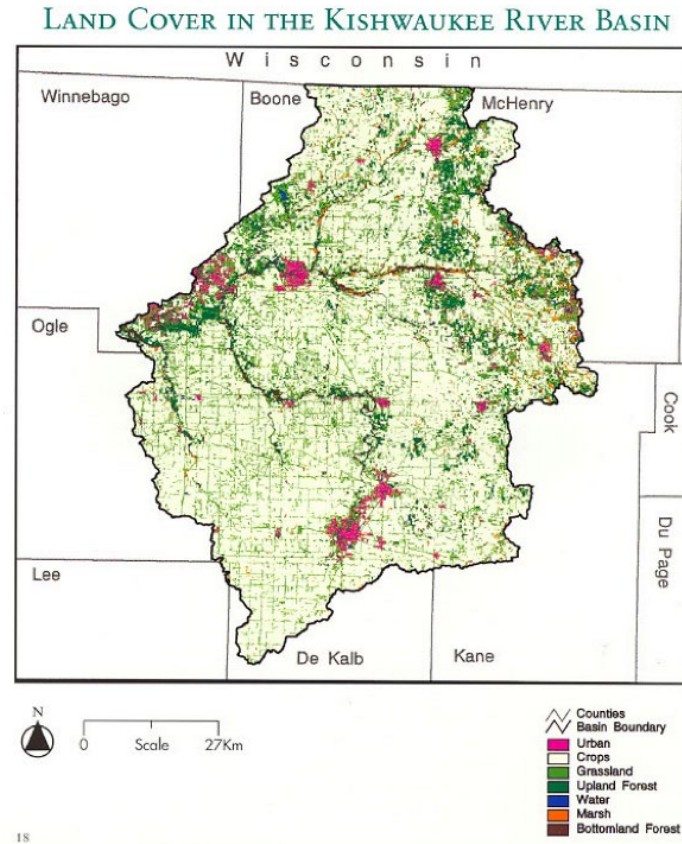 LAND COVER IN THE KISHWAUKEE RIVER BASIN
Wisconsin
Winnebago
Boone
McHenry
Ogle
Cook
Du Page
Lee
De Kalb
Kane
N
0 Scale 27Km
Counties
Basin Boundary
Urban
Crops
Grassland
Upland Forest
Water
Marsh
Bottomland Forest
18